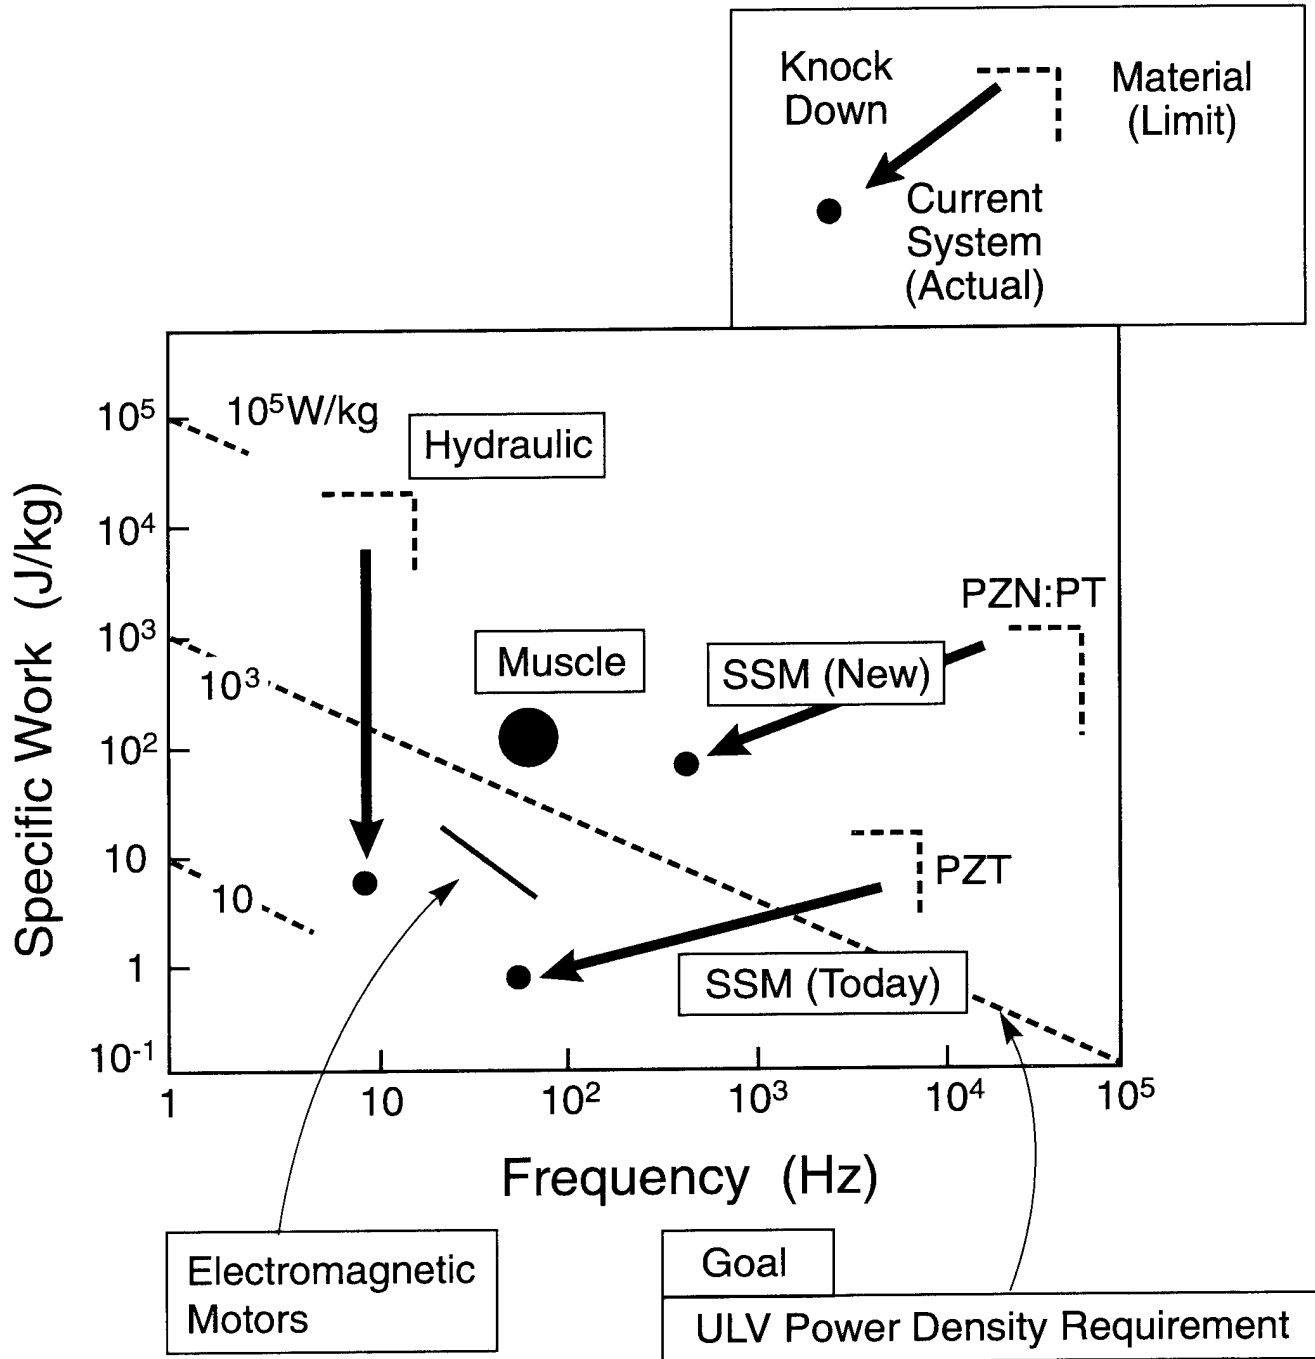 Knock
Down
Material
(Limit)
Current
System
(Actual)
10⁵W/kg
Hydraulic
PZN:PT
Muscle
SSM (New)
10³
PZT
10
SSM (Today)
Specific Work (J/kg)
10⁵
10⁴
10³
10²
10
1
10⁻¹
1
10
10²
10³
10⁴
10⁵
Frequency (Hz)
Electromagnetic
Motors
Goal
ULV Power Density Requirement